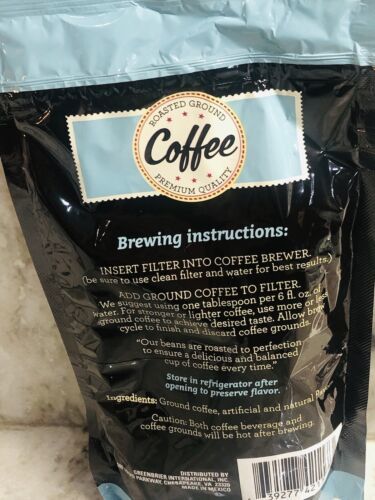 ROASTED GROUND
Coffee
PREMIUM QUALITY
Brewing instructions:
INSERT FILTER INTO COFFEE BREWER.
(be sure to use clean filter and water for best results.)
ADD GROUND COFFEE TO FILTER.
We suggest using one tablespoon per 6 fl. oz. of
water. For stronger or lighter coffee, use more or less
ground coffee to achieve desired taste. Allow brew
cycle to finish and discard coffee grounds.
"Our beans are roasted to perfection
to ensure a delicious and balanced
cup of coffee every time."
Store in refrigerator after
opening to preserve flavor.
Ingredients: Ground coffee, artificial and natural
Caution: Both coffee beverage and
coffee grounds will be hot after brewing.
DISTRIBUTED BY
GREENBRIER INTERNATIONAL, INC.
PARKWAY, CHESAPEAKE, VA 23320
MADE IN MEXICO
39277